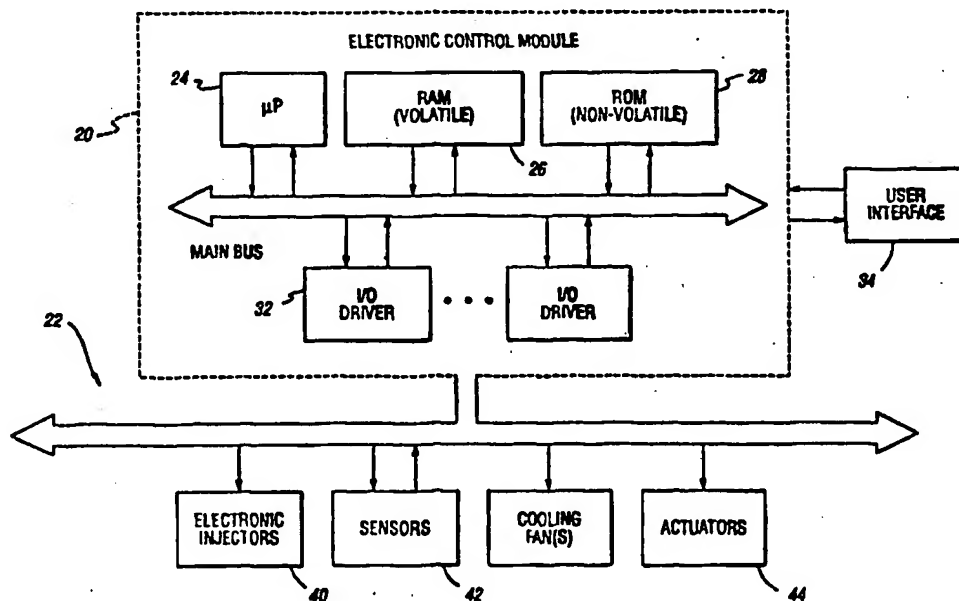 ELECTRONIC CONTROL MODULE
24
μP
RAM
(VOLATILE)
26
ROM
(NON-VOLATILE)
28
20
MAIN BUS
USER
INTERFACE
34
32
I/O
DRIVER
I/O
DRIVER
22
ELECTRONIC
INJECTORS
40
SENSORS
42
COOLING
FAN(S)
ACTUATORS
44